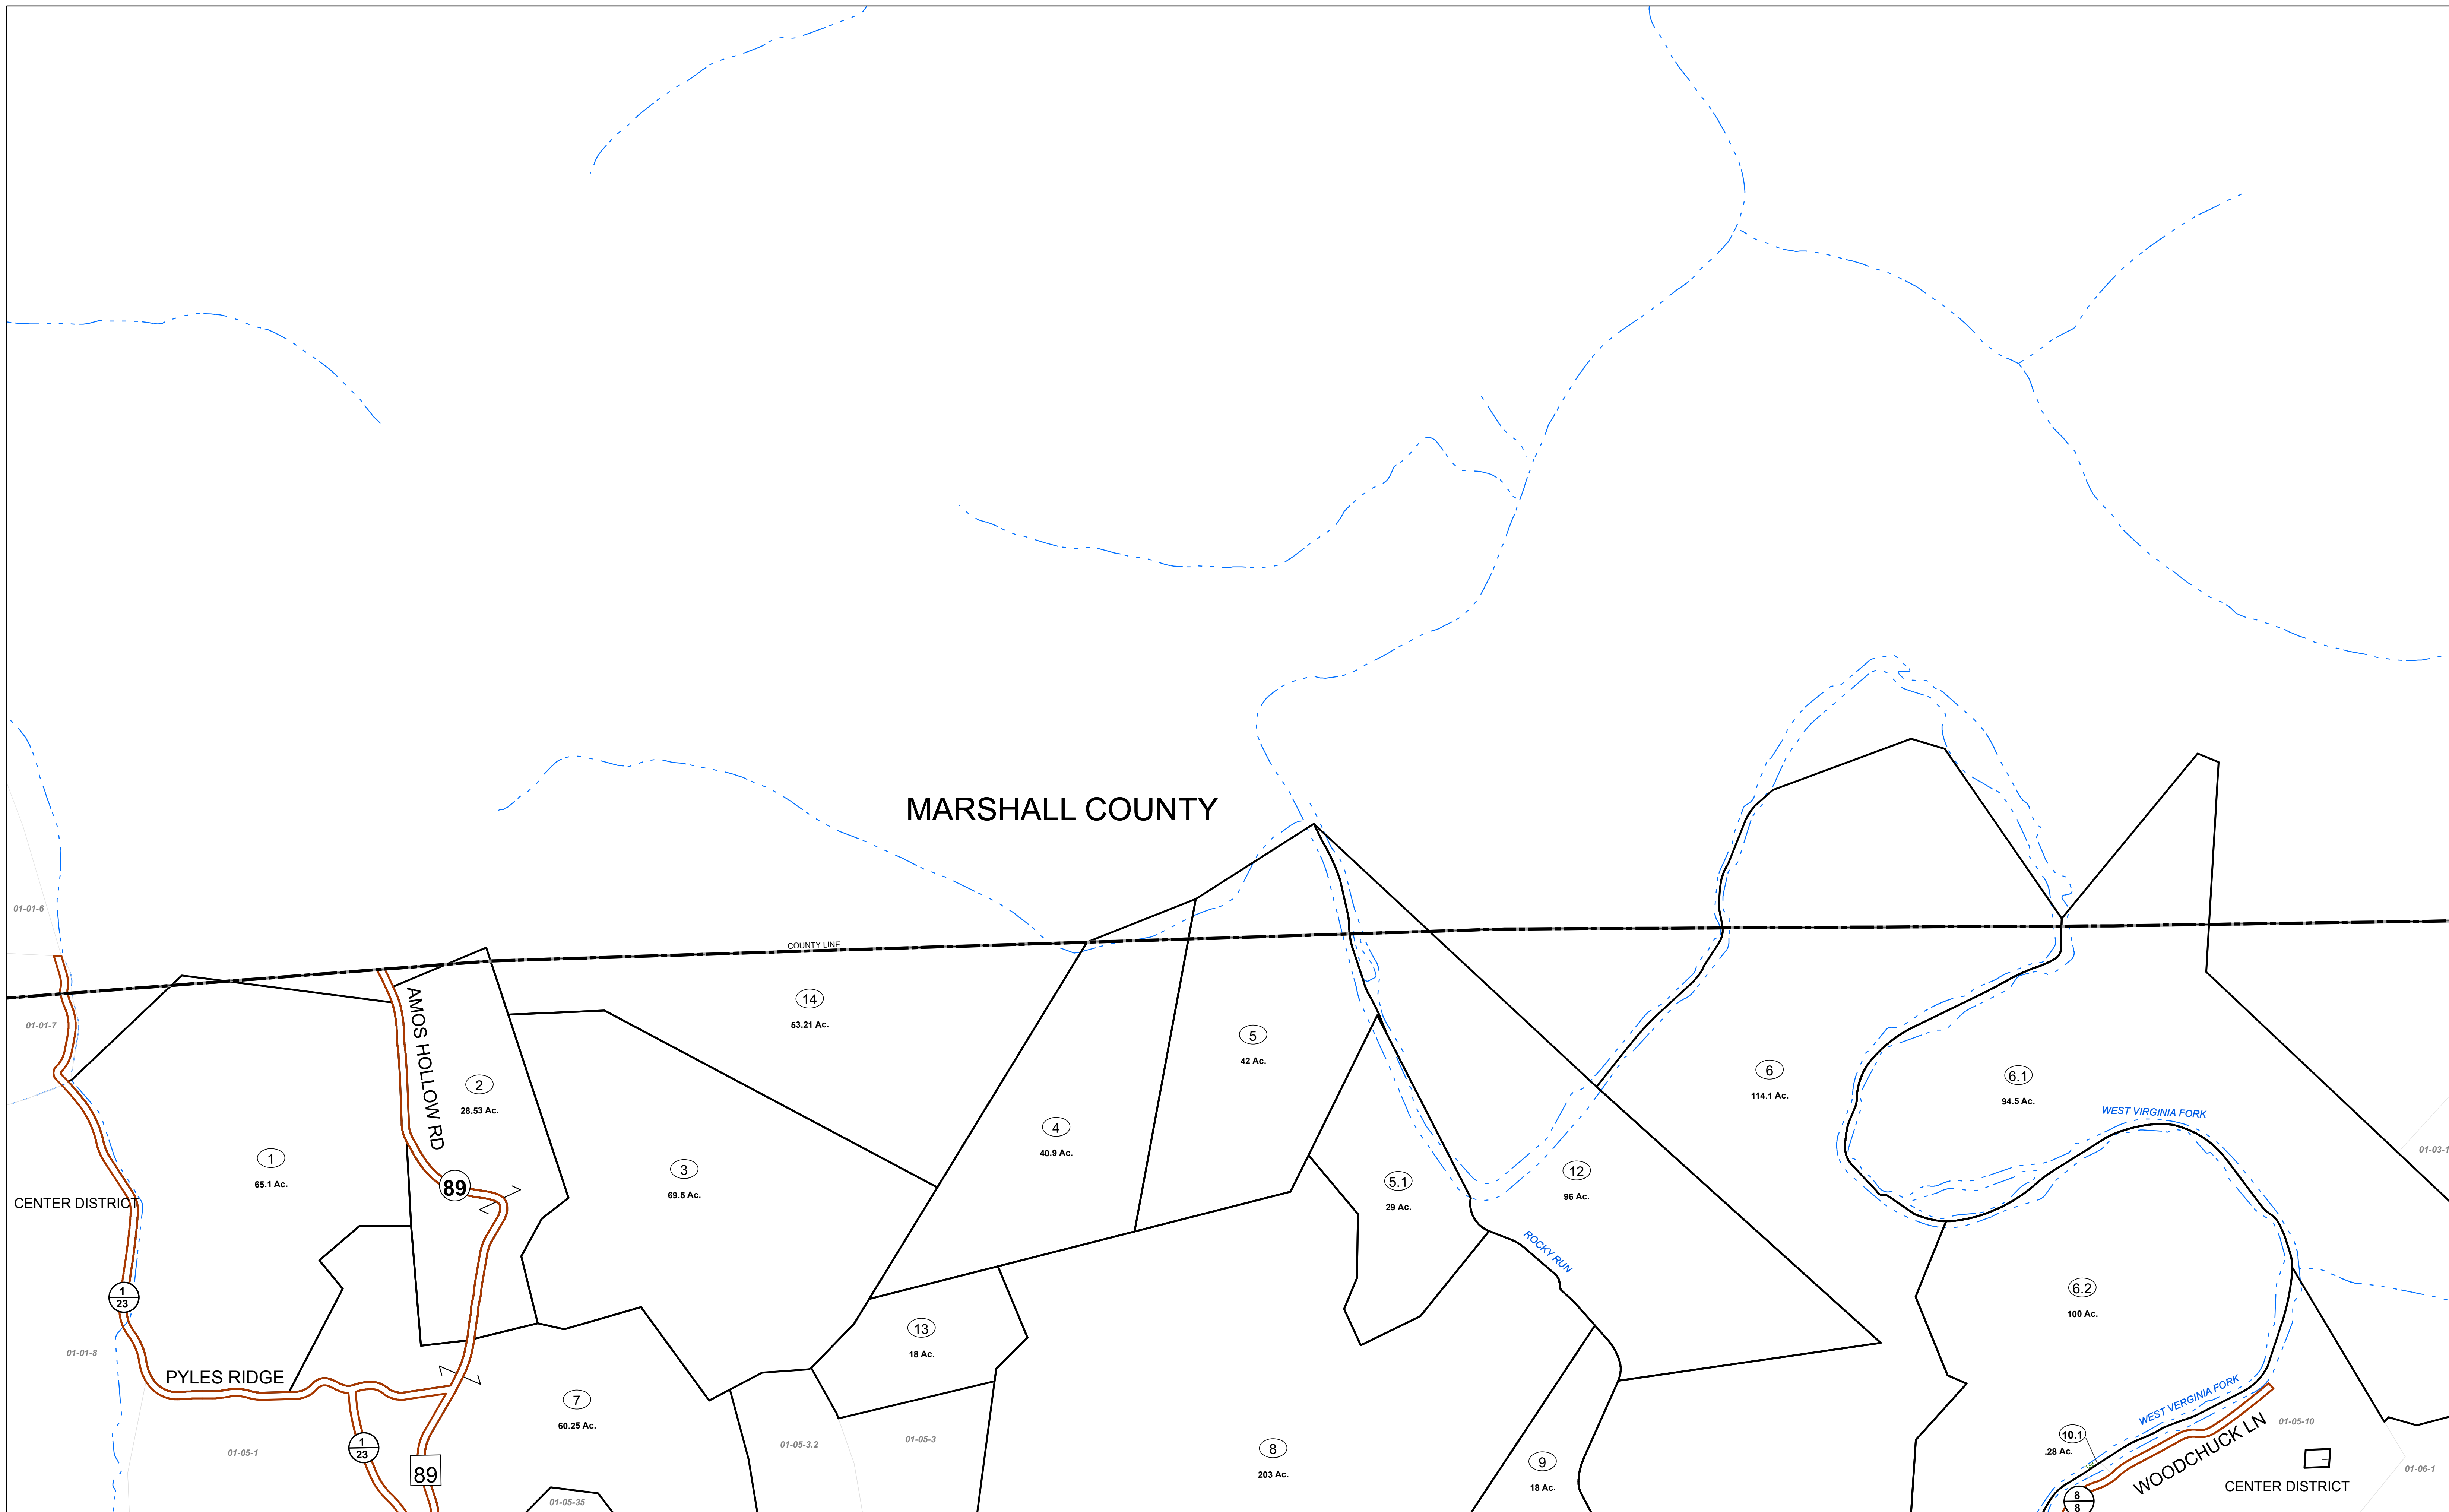 MARSHALL COUNTY
01-01-6
COUNTY LINE
01-01-7
AMOS HOLLOW RD
14
53.21 Ac.
5
42 Ac.
6
114.1 Ac.
6.1
94.5 Ac.
2
28.53 Ac.
WEST VIRGINIA FORK
4
40.9 Ac.
1
65.1 Ac.
01-03-1
3
69.5 Ac.
12
96 Ac.
5.1
29 Ac.
89
CENTER DISTRICT
ROCKY RUN
6.2
100 Ac.
1
23
13
18 Ac.
01-01-8
PYLES RIDGE
7
60.25 Ac.
WEST VERGINIA FORK
01-05-10
WOODCHUCK LN
10.1
.28 Ac.
01-05-1
1
23
01-05-3.2
01-05-3
8
203 Ac.
9
18 Ac.
89
01-06-1
CENTER DISTRICT
01-05-35
8
8